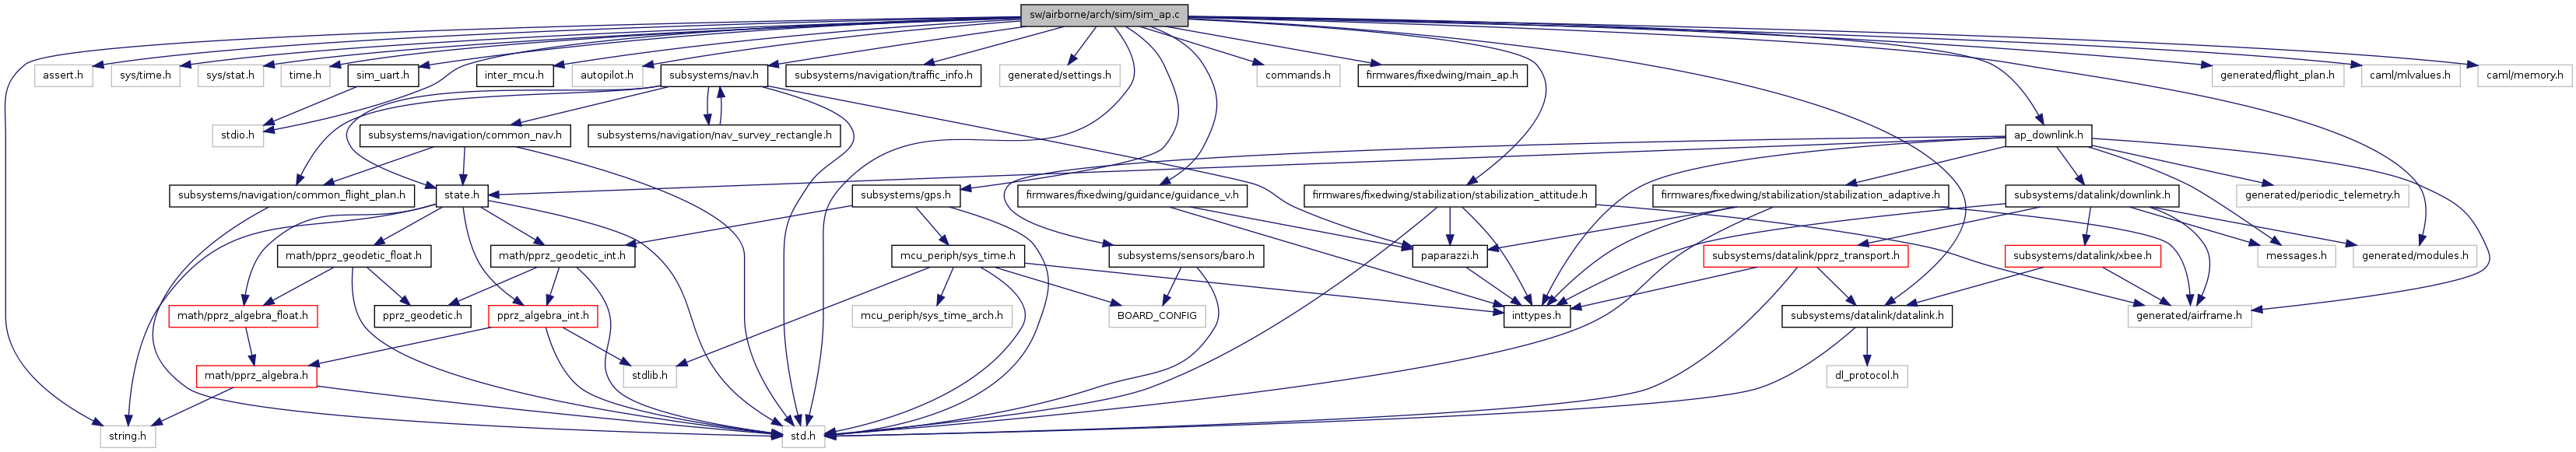 sw/airborne/arch/sim/sim_ap.c
assert.h
sys/time.h
sys/stat.h
time.h
sim_uart.h
inter_mcu.h
autopilot.h
subsystems/nav.h
subsystems/navigation/traffic_info.h
generated/settings.h
commands.h
firmwares/fixedwing/main_ap.h
generated/flight_plan.h
caml/mlvalues.h
caml/memory.h
stdio.h
subsystems/navigation/common_nav.h
subsystems/navigation/nav_survey_rectangle.h
ap_downlink.h
subsystems/navigation/common_flight_plan.h
state.h
subsystems/gps.h
firmwares/fixedwing/guidance/guidance_v.h
firmwares/fixedwing/stabilization/stabilization_attitude.h
firmwares/fixedwing/stabilization/stabilization_adaptive.h
subsystems/datalink/downlink.h
generated/periodic_telemetry.h
math/pprz_geodetic_float.h
math/pprz_geodetic_int.h
mcu_periph/sys_time.h
subsystems/sensors/baro.h
paparazzi.h
subsystems/datalink/pprz_transport.h
subsystems/datalink/xbee.h
messages.h
generated/modules.h
math/pprz_algebra_float.h
pprz_geodetic.h
pprz_algebra_int.h
mcu_periph/sys_time_arch.h
BOARD_CONFIG
inttypes.h
subsystems/datalink/datalink.h
generated/airframe.h
math/pprz_algebra.h
stdlib.h
dl_protocol.h
string.h
std.h